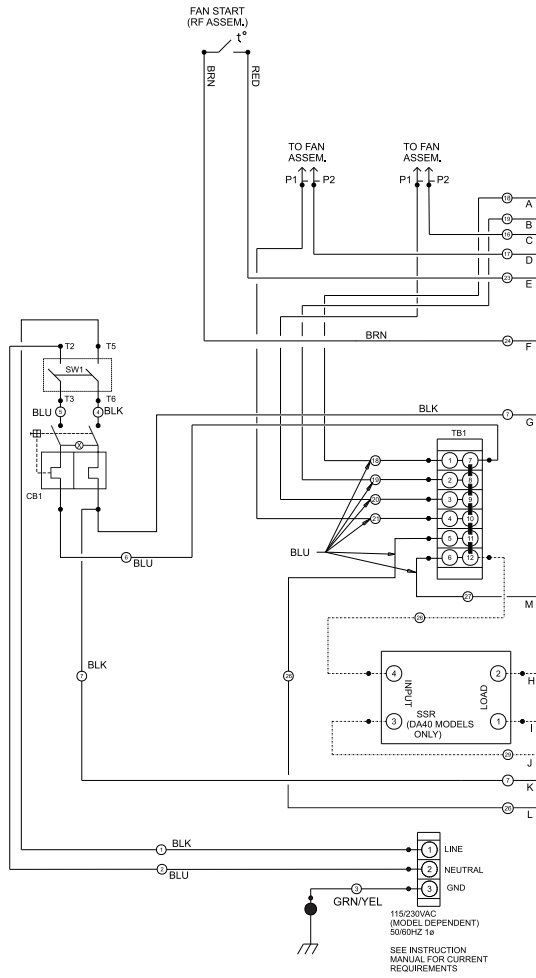 FAN START
(RF ASSEM.)
t°
BRN
RED
TO FAN
ASSEM.
TO FAN
ASSEM.
P1
P2
P1
P2
18
A
19
B
16
C
17
D
23
E
BRN
24
F
T2
T5
SW1
T3
T6
BLU
5
4
BLK
BLK
7
G
TB1
X
CB1
18
1
7
19
2
8
20
3
9
21
4
10
5
11
6
12
BLU
6
BLU
27
M
28
BLK
7
26
4
2
H
INPUT
LOAD
SSR
(DA40 MODELS
ONLY)
3
1
I
29
J
7
K
26
L
1
BLK
1
LINE
2
BLU
2
NEUTRAL
3
GRN/YEL
3
GND
115/230VAC
(MODEL DEPENDENT)
50/60HZ 1ø
SEE INSTRUCTION
MANUAL FOR CURRENT
REQUIREMENTS